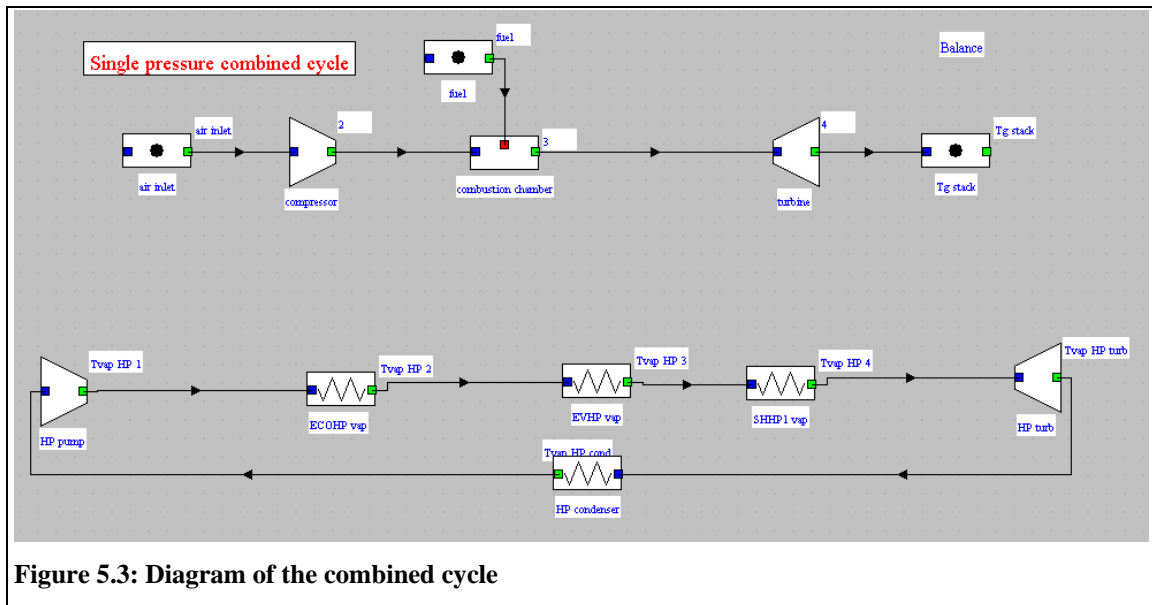 fuel
Balance
Single pressure combined cycle
fuel
air inlet
2
3
4
Tg stack
air inlet
compressor
combustion chamber
turbine
Tg stack
Tvap HP 1
Tvap HP 2
Tvap HP 3
Tvap HP 4
Tvap HP turb
HP pump
ECOHP vap
EVHP vap
SHHP1 vap
HP turb
Tvap HP cond
HP condenser
Figure 5.3: Diagram of the combined cycle